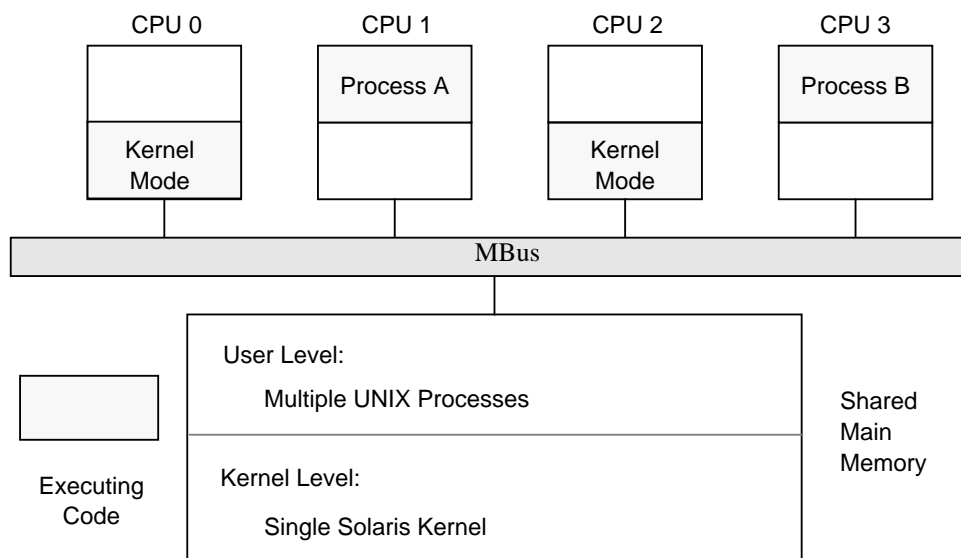 CPU 0
CPU 1
CPU 2
CPU 3
Process A
Process B
Kernel
Mode
Kernel
Mode
MBus
User Level:
Multiple UNIX Processes
Kernel Level:
Single Solaris Kernel
Executing
Code
Shared
Main
Memory